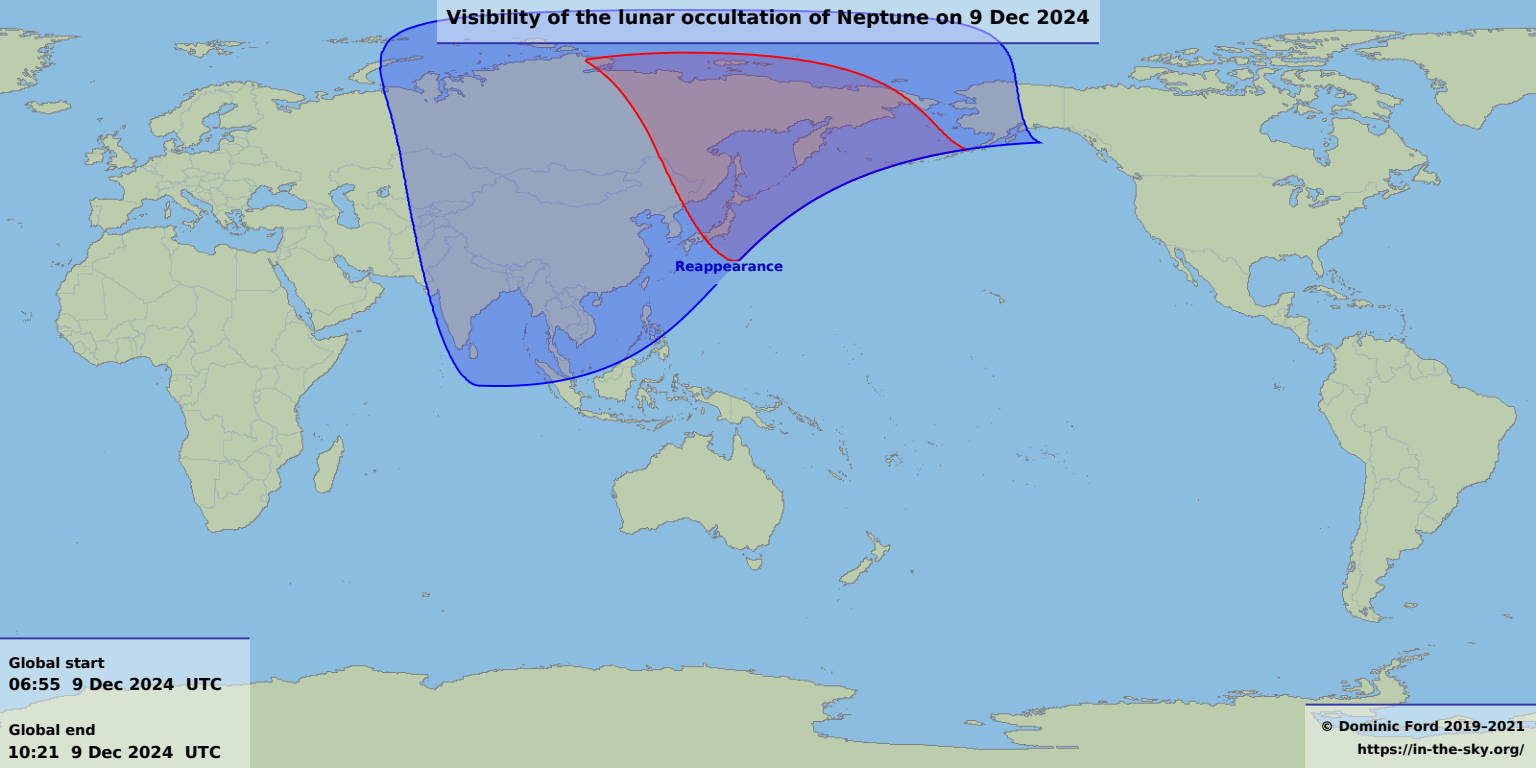 Visibility of the lunar occultation of Neptune on 9 Dec 2024
Reappearance
Global start
06:55  9 Dec 2024  UTC
Global end
10:21  9 Dec 2024  UTC
© Dominic Ford 2019–2021
https://in-the-sky.org/